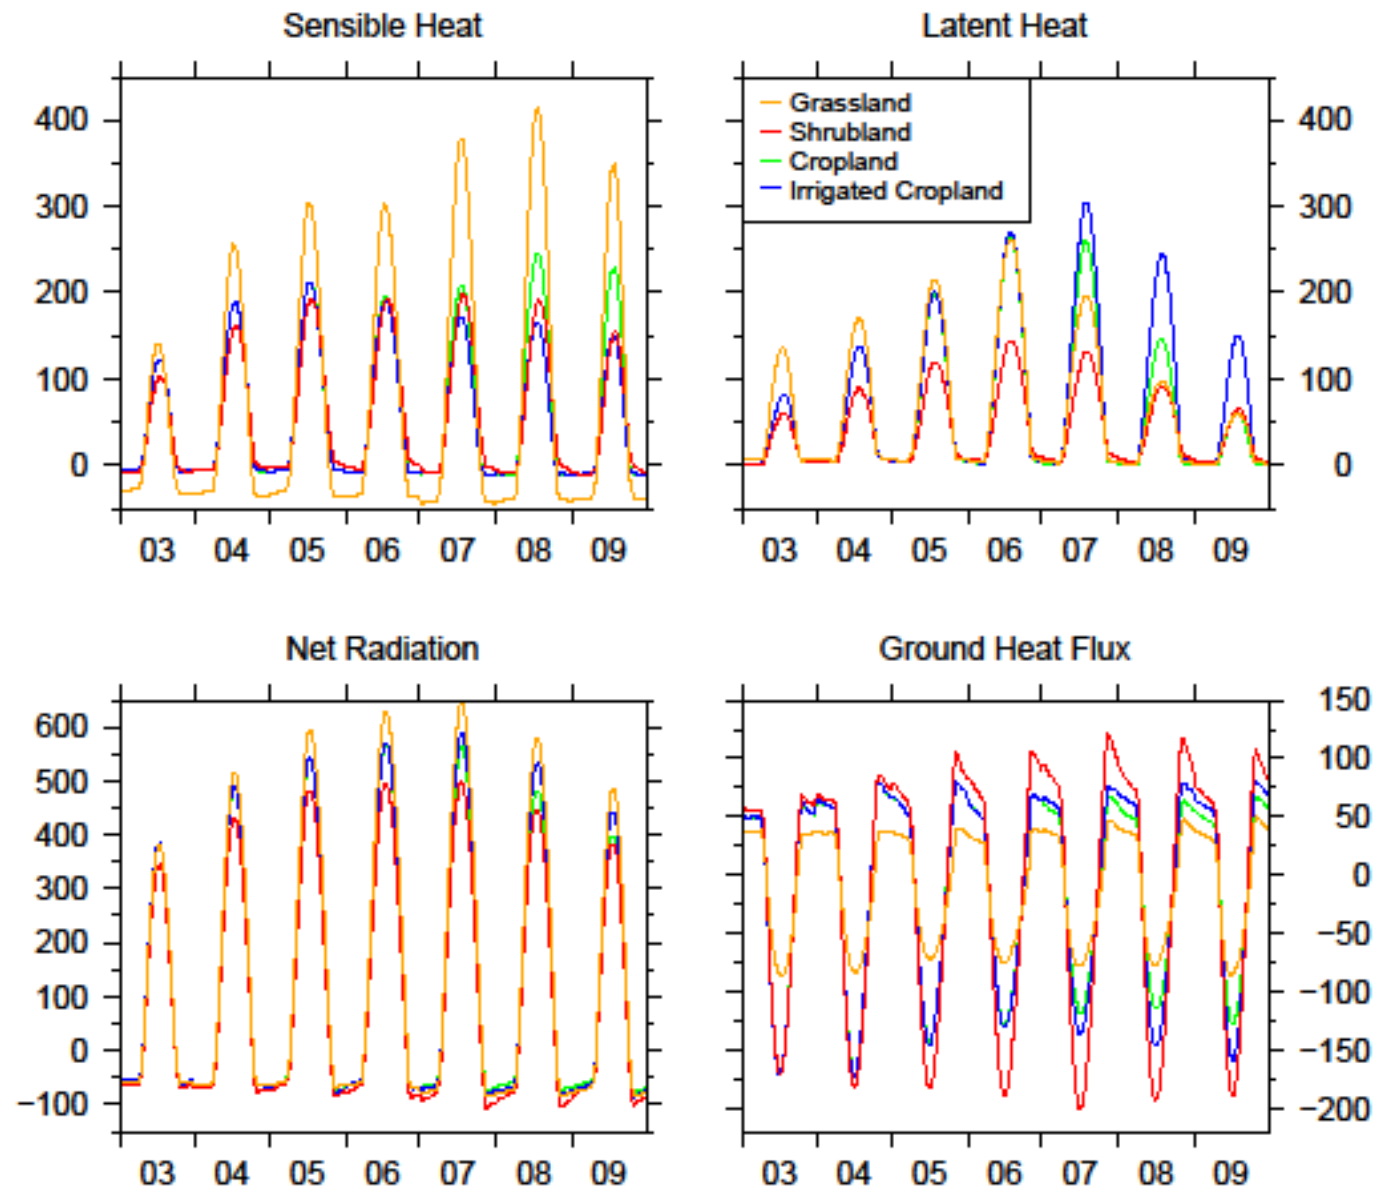 Sensible Heat
Latent Heat
400
300
200
100
0
Grassland
Shrubland
Cropland
Irrigated Cropland
400
300
200
100
0
03 04 05 06 07 08 09
03 04 05 06 07 08 09
Net Radiation
Ground Heat Flux
600
500
400
300
200
100
0
−100
150
100
50
0
−50
−100
−150
−200
03 04 05 06 07 08 09
03 04 05 06 07 08 09